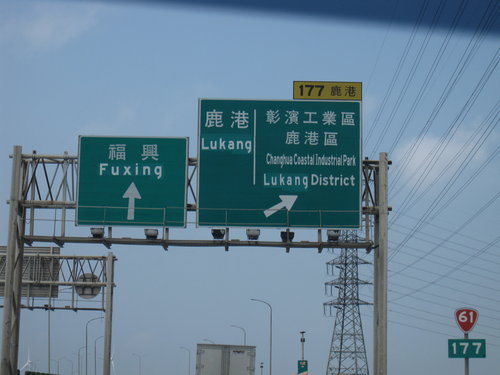 177 鹿港
福興
Fuxing
鹿港
Lukang
彰濱工業區
鹿港區
Changhua Coastal Industrial Park
Lukang District
61
177